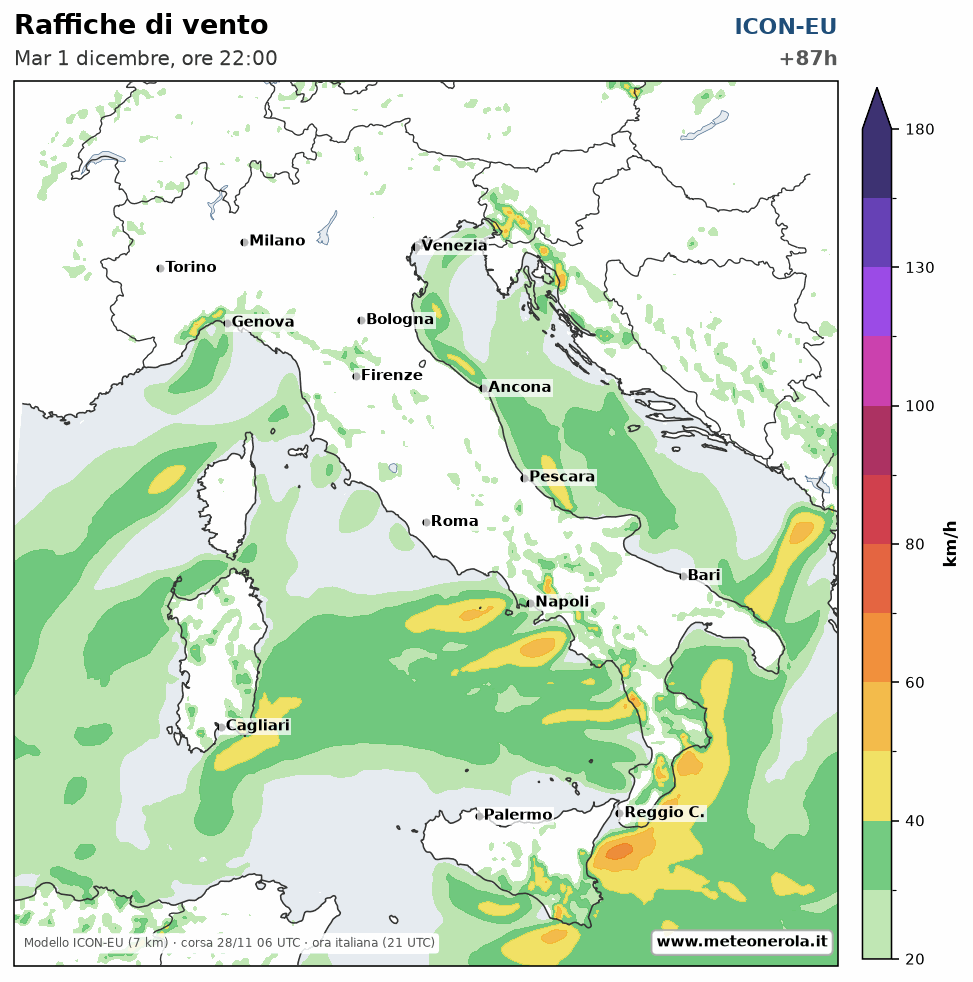 Raffiche di vento
ICON-EU
Mar 1 dicembre, ore 22:00
+87h
180
Milano
Venezia
Torino
130
Genova
Bologna
Firenze
Ancona
100
Pescara
Roma
80
km/h
Bari
Napoli
60
Cagliari
Palermo
Reggio C.
40
Modello ICON-EU (7 km) · corsa 28/11 06 UTC · ora italiana (21 UTC)
www.meteonerola.it
20